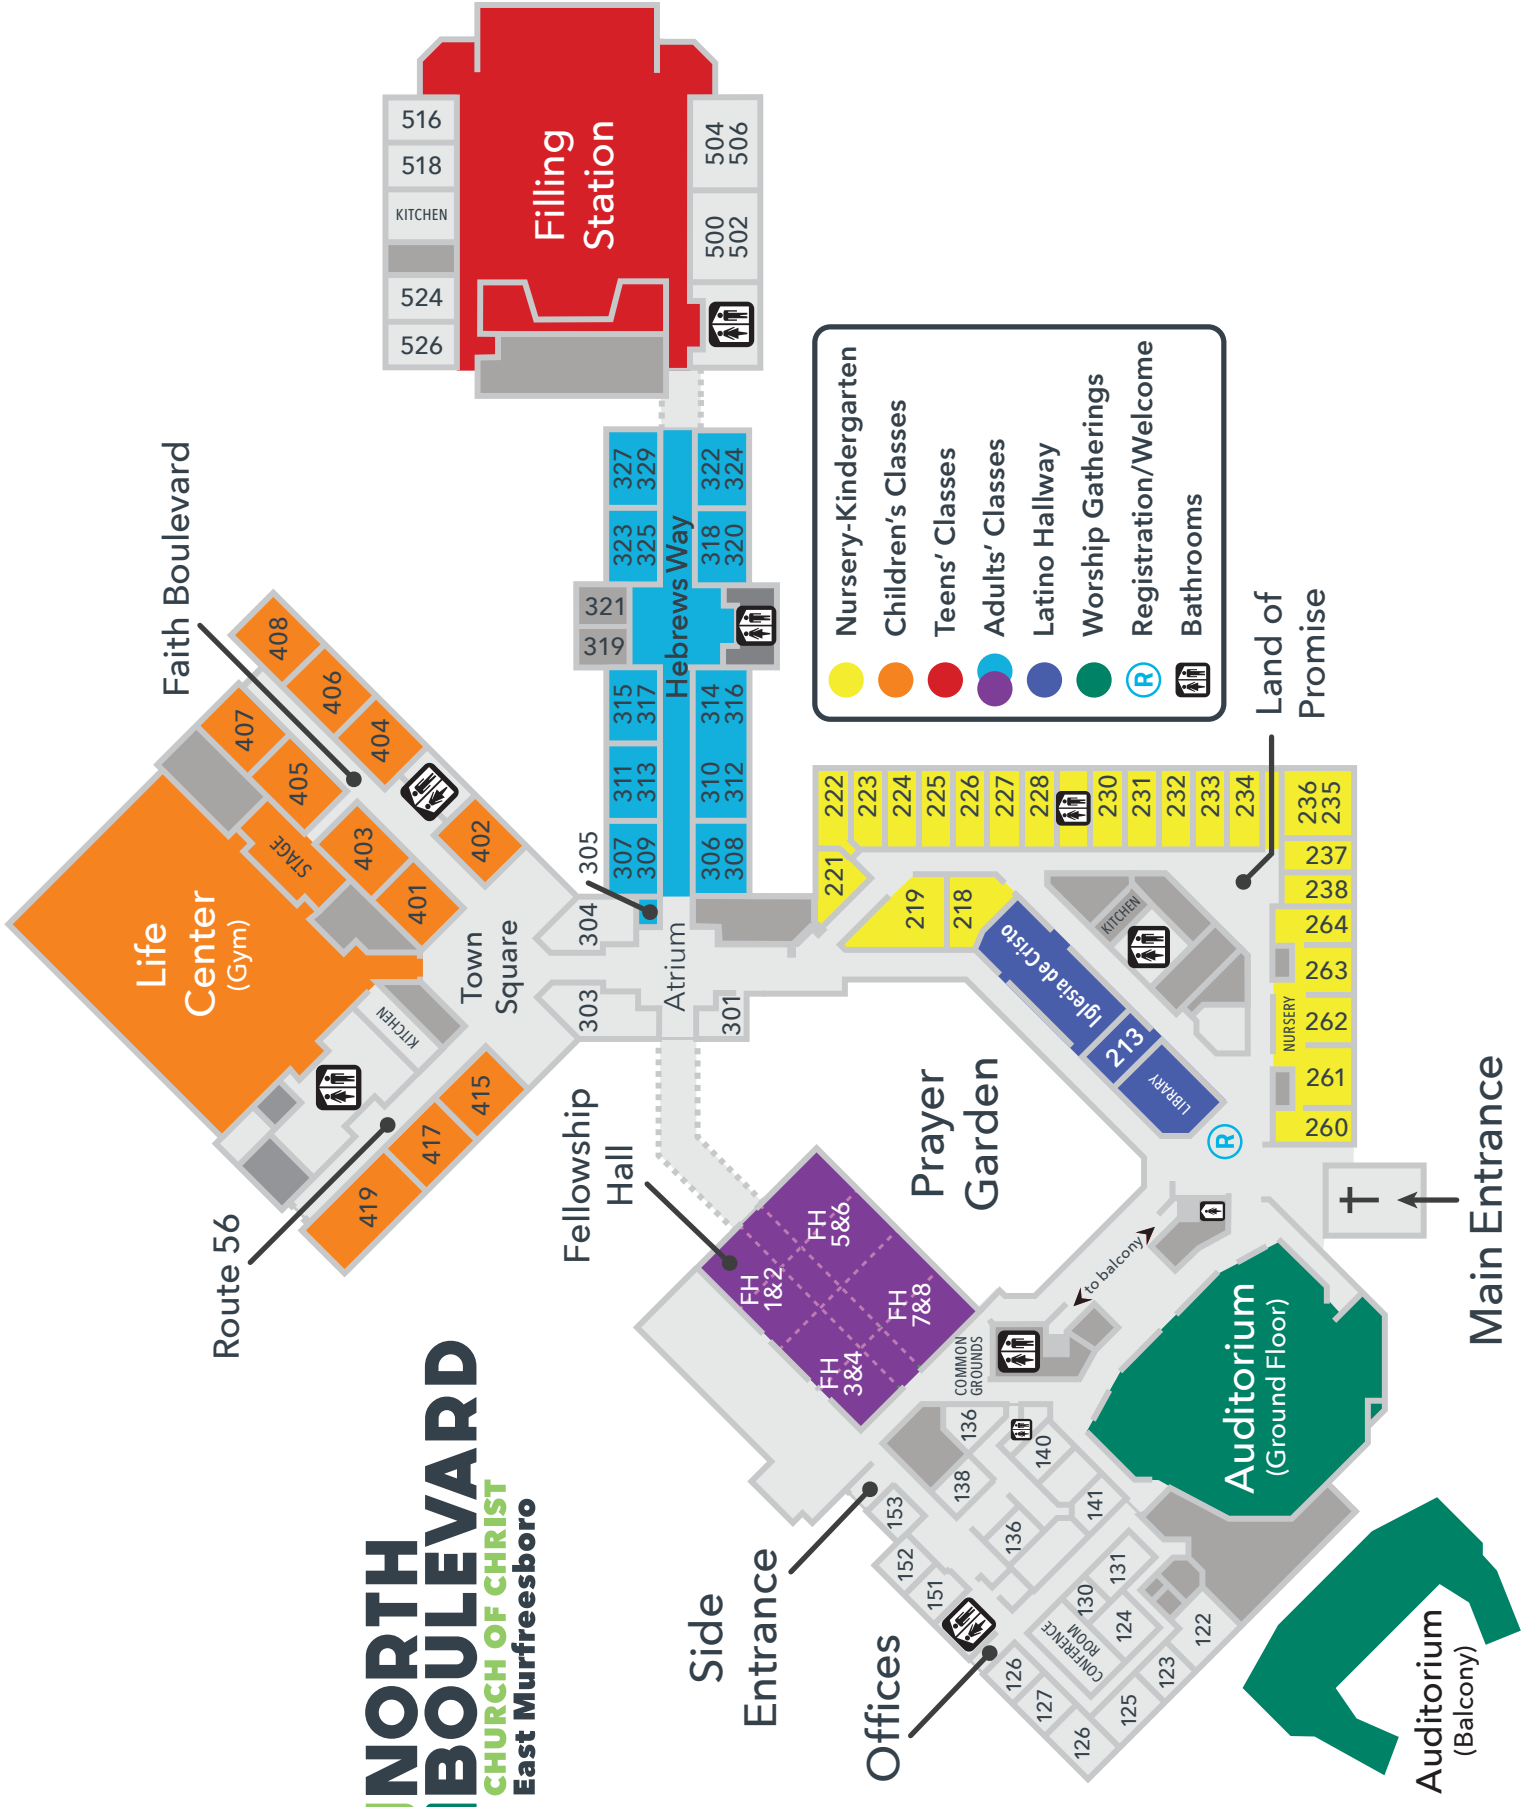 NORTH
BOULEVARD
CHURCH OF CHRIST
East Murfreesboro
Route 56
Faith Boulevard
Life
Center
(Gym)
STAGE
KITCHEN
408
406
404
402
407
405
403
401
419
417
415
Town
Square
303
304
305
301
Atrium
516
518
KITCHEN
524
526
Filling
Station
504
506
500
502
Hebrews Way
327
329
323
325
321
319
315
317
311
313
307
309
322
324
318
320
314
316
310
312
306
308
Nursery-Kindergarten
Children's Classes
Teens' Classes
Adults' Classes
Latino Hallway
Worship Gatherings
R Registration/Welcome
Bathrooms
Fellowship
Hall
FH
1&2
FH
5&6
FH
3&4
FH
7&8
Prayer
Garden
Land of
Promise
221
222
223
224
225
226
227
228
230
231
232
233
234
236
235
237
238
264
263
262
261
260
NURSERY
219
218
Iglesia de Cristo
213
LIBRARY
KITCHEN
R
Main Entrance
to balcony
COMMON
GROUNDS
Auditorium
(Ground Floor)
Auditorium
(Balcony)
Side
Entrance
Offices
136
138
140
141
136
153
152
151
131
130
124
CONFERENCE
ROOM
126
127
126
125
123
122